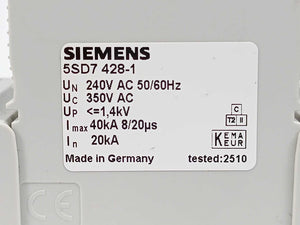 SIEMENS
5SD7 428-1
UN 240V AC 50/60Hz
UC 350V AC
UP <=1,4kV
I max 40kA 8/20µs
In 20kA
C
T2 II
KEMA
KEUR
Made in Germany tested:2510
CE